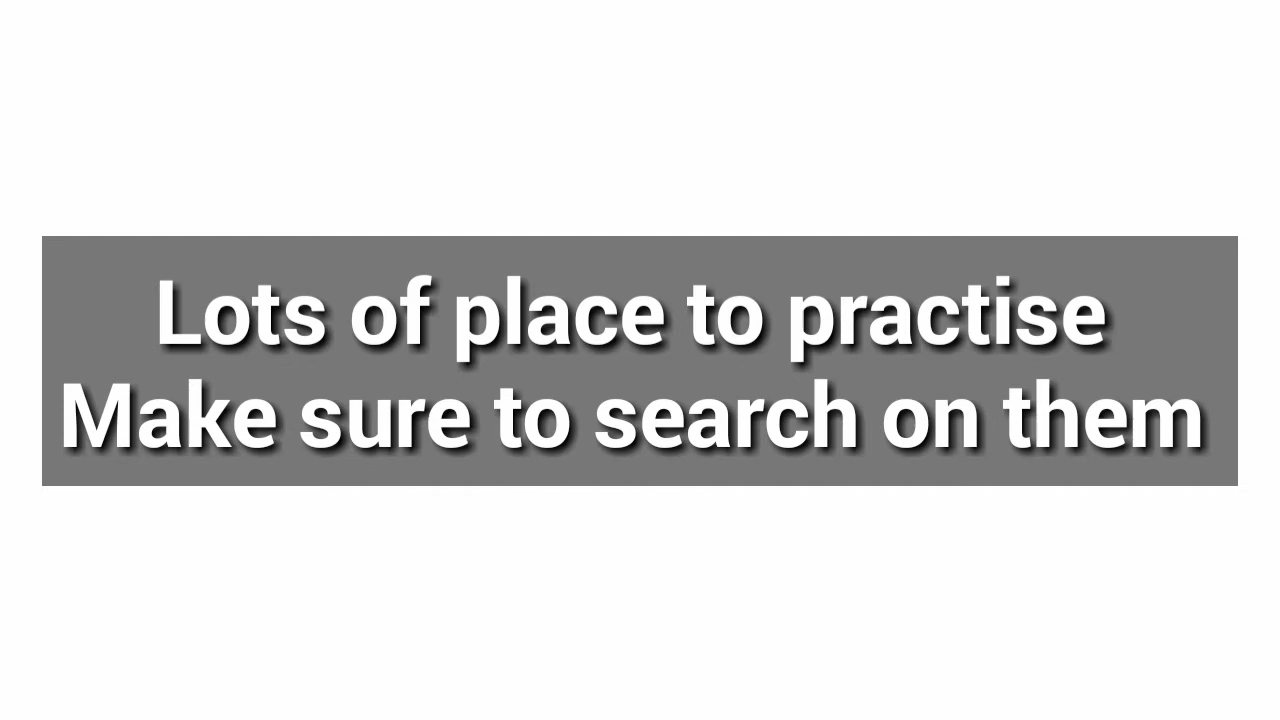 Lots of place to practise
Make sure to search on them